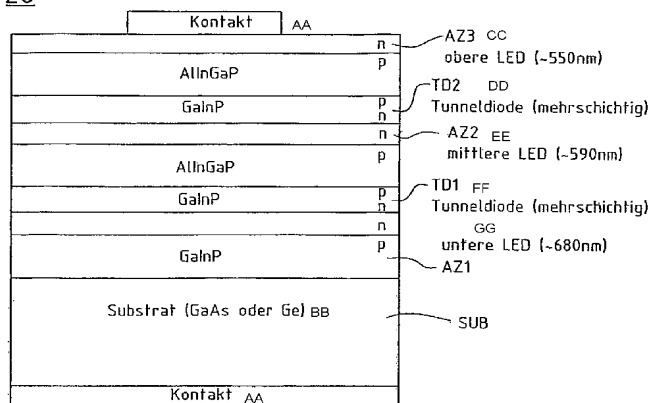 20
Kontakt AA
n
AZ3 CC
obere LED (~550nm)
p
AlInGaP
TD2 DD
GaInP
p
n
Tunneldiode (mehrschichtig)
n
AZ2 EE
mittlere LED (~590nm)
p
AlInGaP
TD1 FF
GaInP
p
n
Tunneldiode (mehrschichtig)
n
GG
untere LED (~680nm)
p
GaInP
AZ1
Substrat (GaAs oder Ge) BB
SUB
Kontakt AA